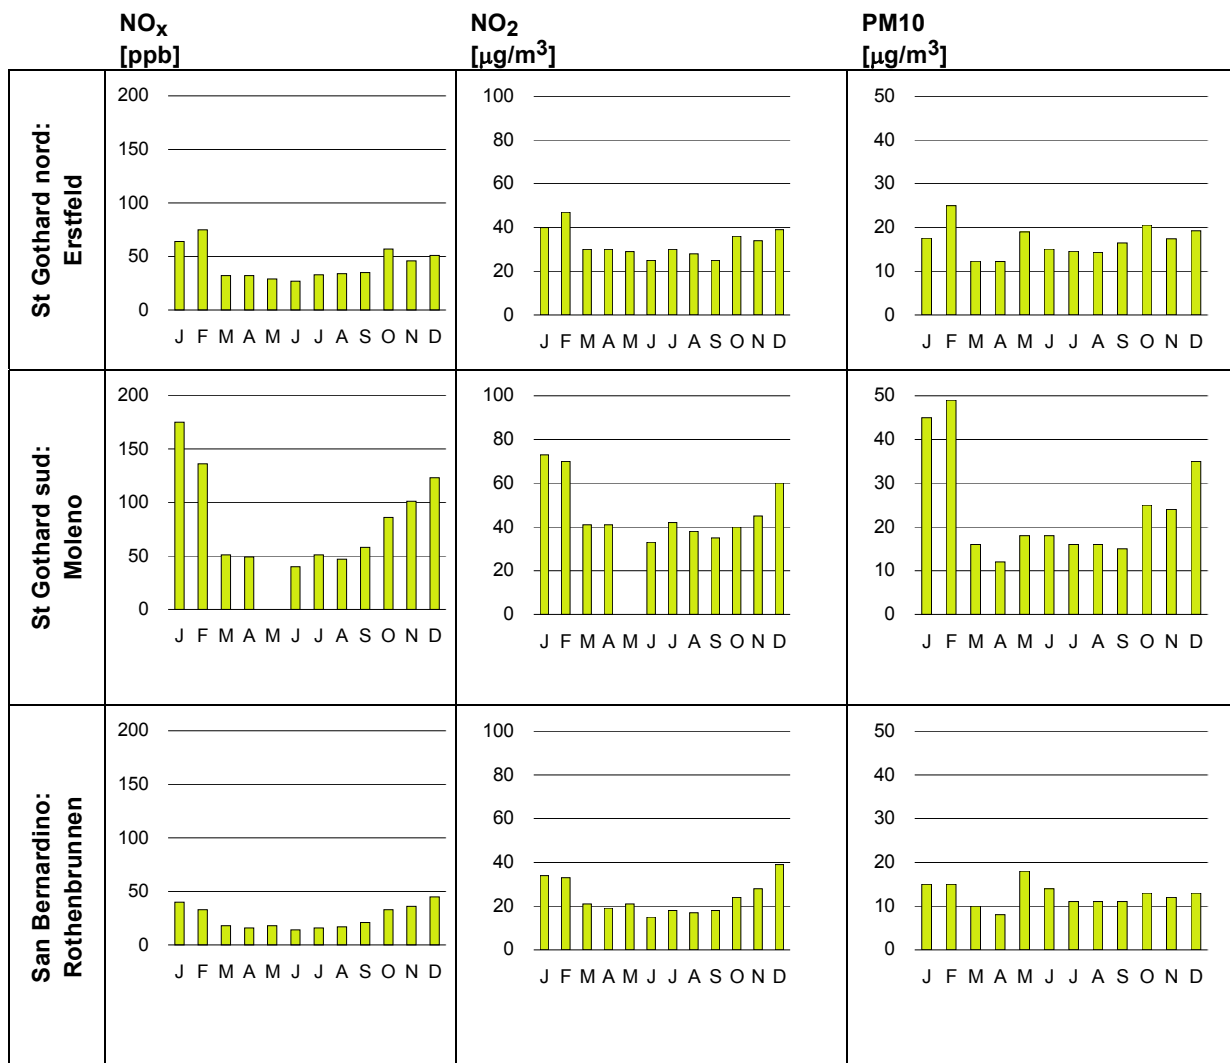 NOx
[ppb]
NO2
[µg/m3]
PM10
[µg/m3]
St Gothard nord:
Erstfeld
200
150
100
50
0
J F M A M J J A S O N D
100
80
60
40
20
0
J F M A M J J A S O N D
50
40
30
20
10
0
J F M A M J J A S O N D
St Gothard sud:
Moleno
200
150
100
50
0
J F M A M J J A S O N D
100
80
60
40
20
0
J F M A M J J A S O N D
50
40
30
20
10
0
J F M A M J J A S O N D
San Bernardino:
Rothenbrunnen
200
150
100
50
0
J F M A M J J A S O N D
100
80
60
40
20
0
J F M A M J J A S O N D
50
40
30
20
10
0
J F M A M J J A S O N D